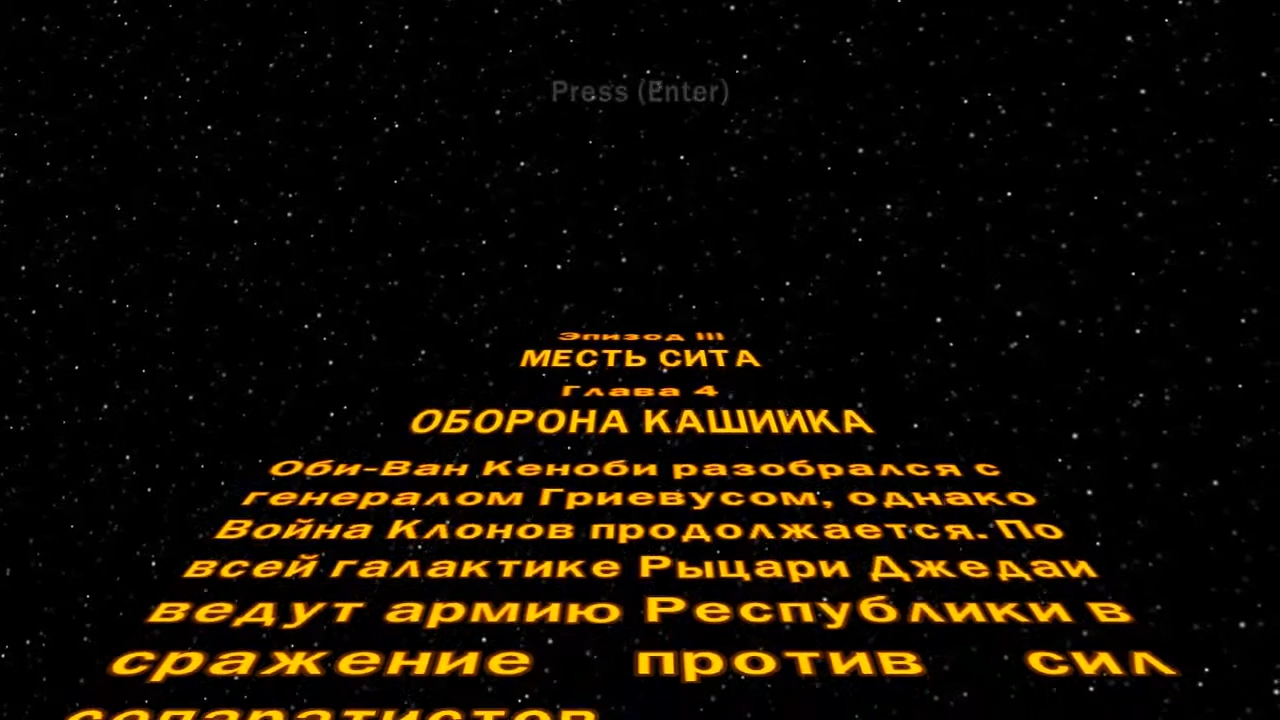 Press (Enter)
Эпизод III
МЕСТЬ СИТА
Глава 4
ОБОРОНА КАШИИКА
Оби-Ван Кеноби разобрался с
генералом Гриевусом, однако
Война Клонов продолжается. По
всей галактике Рыцари Джедаи
ведут армию Республики в
сражение против сил
сепаратистов